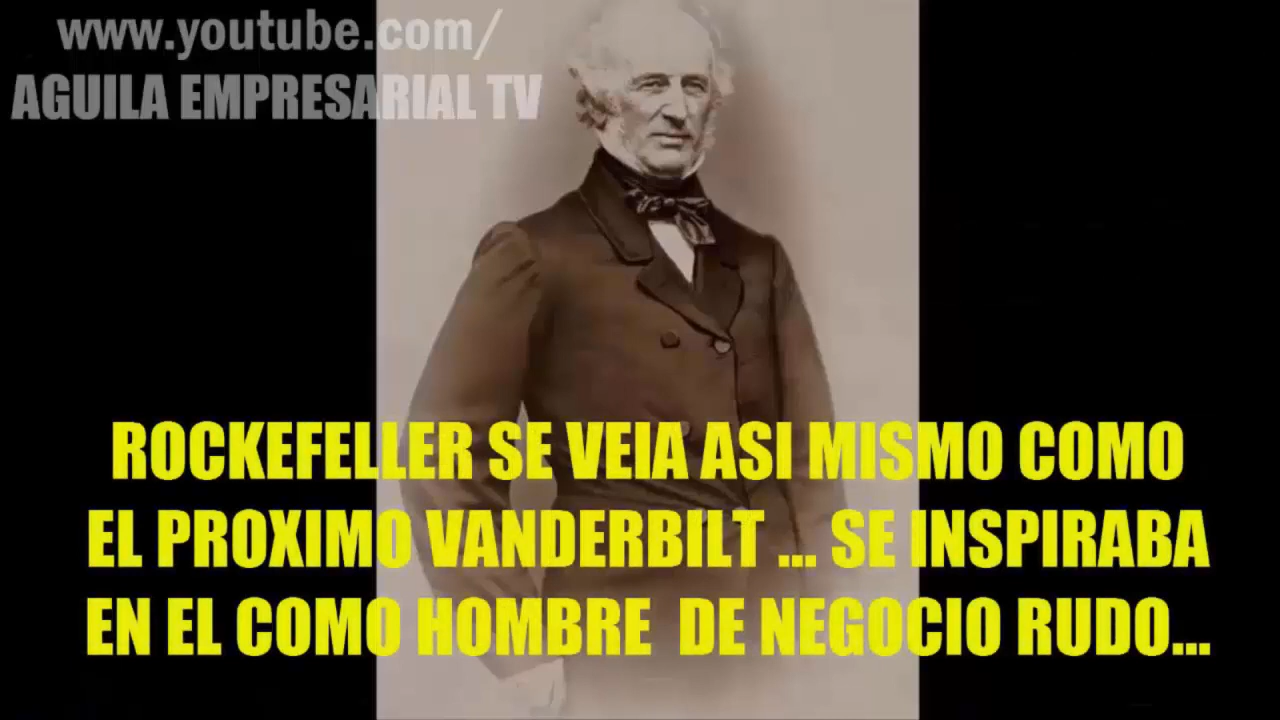 www.youtube.com/
AGUILA EMPRESARIAL TV
ROCKEFELLER SE VEIA ASI MISMO COMO
EL PROXIMO VANDERBILT ... SE INSPIRABA
EN EL COMO HOMBRE DE NEGOCIO RUDO...